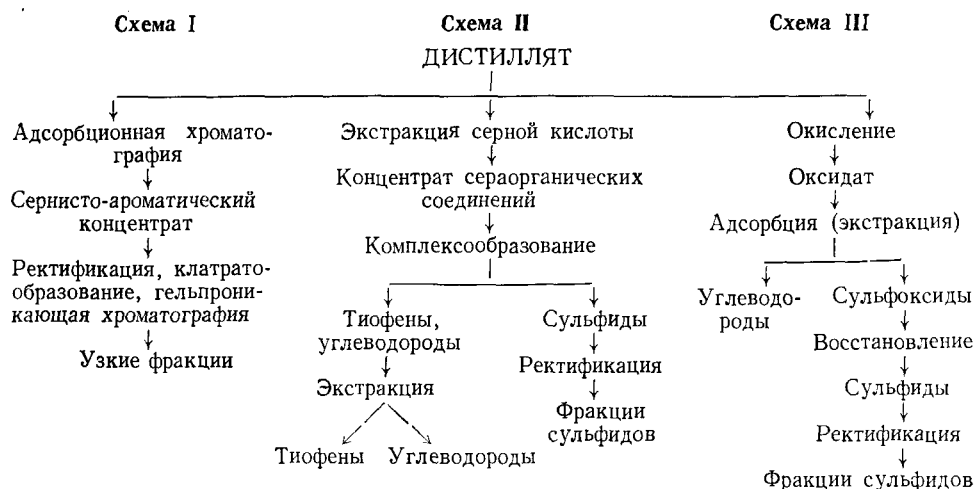 Схема I
Схема II
Схема III
ДИСТИЛЛЯТ
Адсорбционная хромато-
графия
Сернисто-ароматический
концентрат
Ректификация, клатрато-
образование, гельпрони-
кающая хроматография
Узкие фракции
Экстракция серной кислоты
Концентрат сераорганических
соединений
Комплексообразование
Тиофены,
углеводороды
Экстракция
Тиофены
Углеводороды
Сульфиды
Ректификация
Фракции
сульфидов
Окисление
Оксидат
Адсорбция (экстракция)
Углеводо-
роды
Сульфоксиды
Восстановление
Сульфиды
Ректификация
Фракции сульфидов